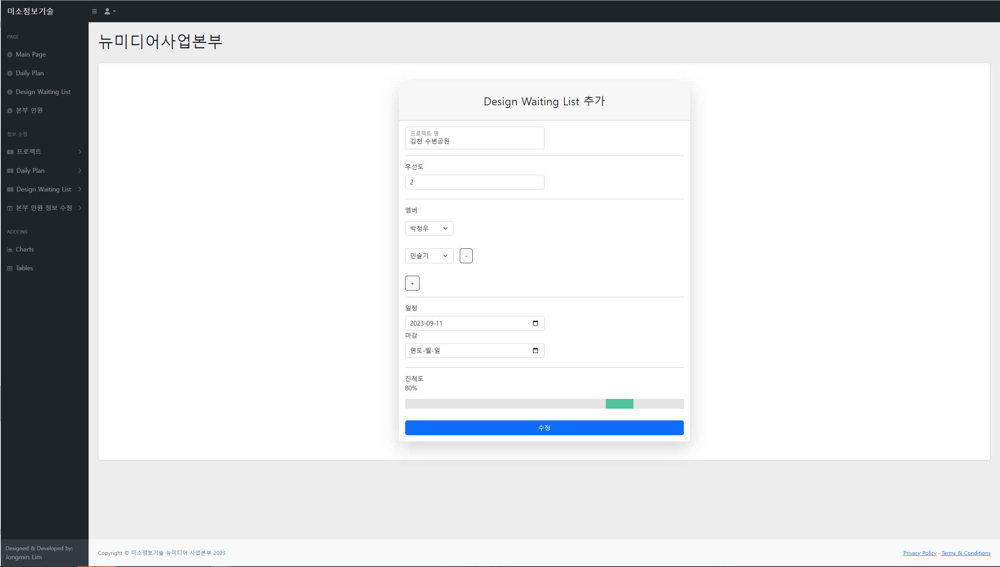 미소정보기술
PAGE
Main Page
Daily Plan
Design Waiting List
본부 인원
정보 수정
프로젝트
Daily Plan
Design Waiting List
본부 인원 정보 수정
ADDONS
Charts
Tables
Designed & Developed by:
Jongmin Lim
뉴미디어사업본부
Design Waiting List 추가
프로젝트 명
김천 수변공원
우선도
2
멤버
박정우
민슬기
-
+
일정
2023-09-11
마감
연도-월-일
진척도
80%
수정
Copyright © 미소정보기술 뉴미디어 사업본부 2023
Privacy Policy · Terms & Conditions